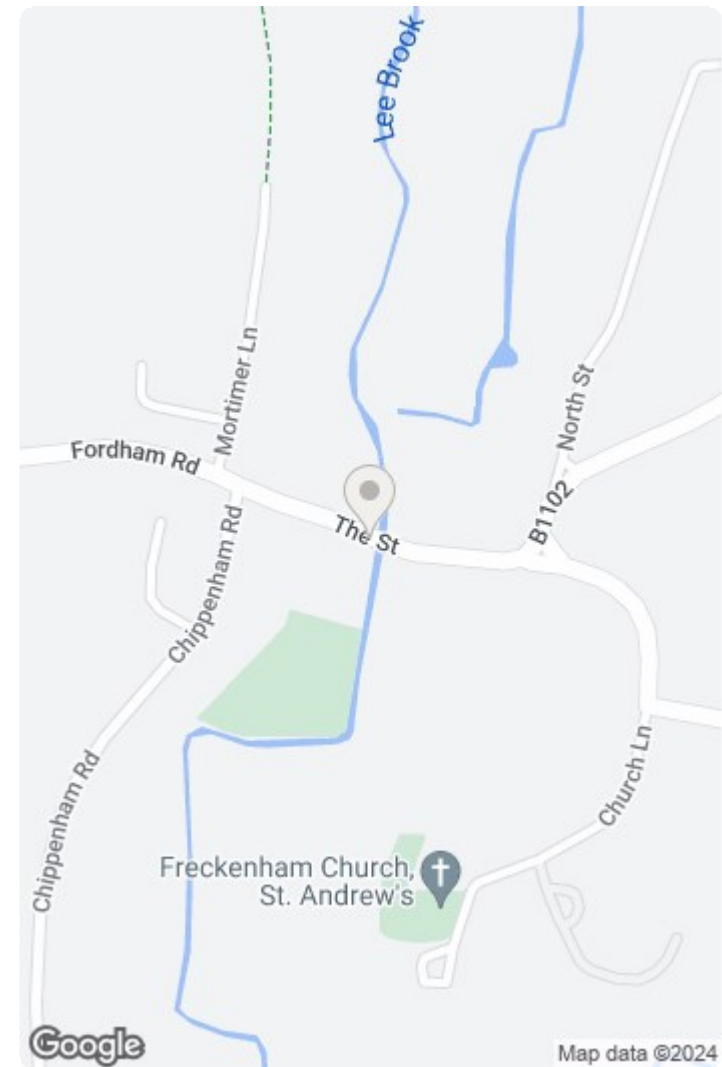 Lee Brook
Mortimer Ln
North St
Fordham Rd
B1102
The St
Chippenham Rd
Church Ln
Chippenham Rd
Freckenham Church,
St. Andrew's
Google
Map data ©2024